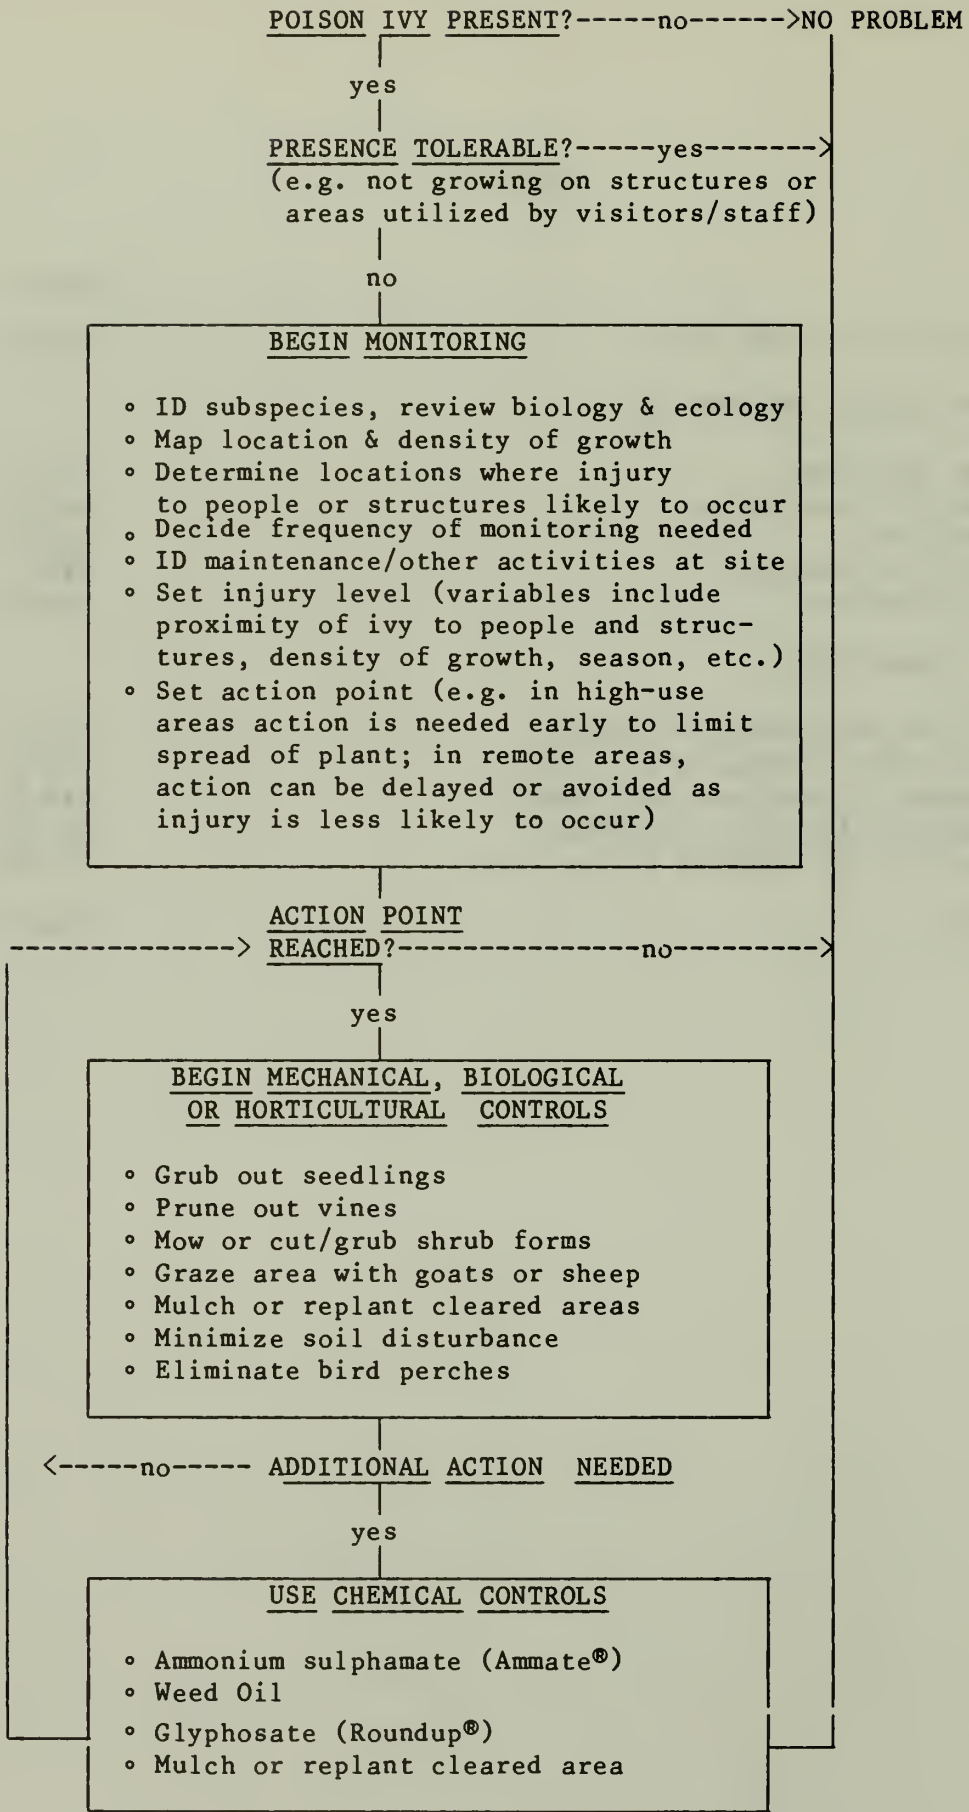 POISON IVY PRESENT?-----no------>NO PROBLEM
yes
PRESENCE TOLERABLE?-----yes------->
(e.g. not growing on structures or
areas utilized by visitors/staff)
no
BEGIN MONITORING
° ID subspecies, review biology & ecology
° Map location & density of growth
° Determine locations where injury
to people or structures likely to occur
° Decide frequency of monitoring needed
° ID maintenance/other activities at site
° Set injury level (variables include
proximity of ivy to people and struc-
tures, density of growth, season, etc.)
° Set action point (e.g. in high-use
areas action is needed early to limit
spread of plant; in remote areas,
action can be delayed or avoided as
injury is less likely to occur)
ACTION POINT
--------------> REACHED?---------------no--------->
yes
BEGIN MECHANICAL, BIOLOGICAL
OR HORTICULTURAL CONTROLS
° Grub out seedlings
° Prune out vines
° Mow or cut/grub shrub forms
° Graze area with goats or sheep
° Mulch or replant cleared areas
° Minimize soil disturbance
° Eliminate bird perches
<-----no----- ADDITIONAL ACTION NEEDED
yes
USE CHEMICAL CONTROLS
° Ammonium sulphamate (Ammate®)
° Weed Oil
° Glyphosate (Roundup®)
° Mulch or replant cleared area